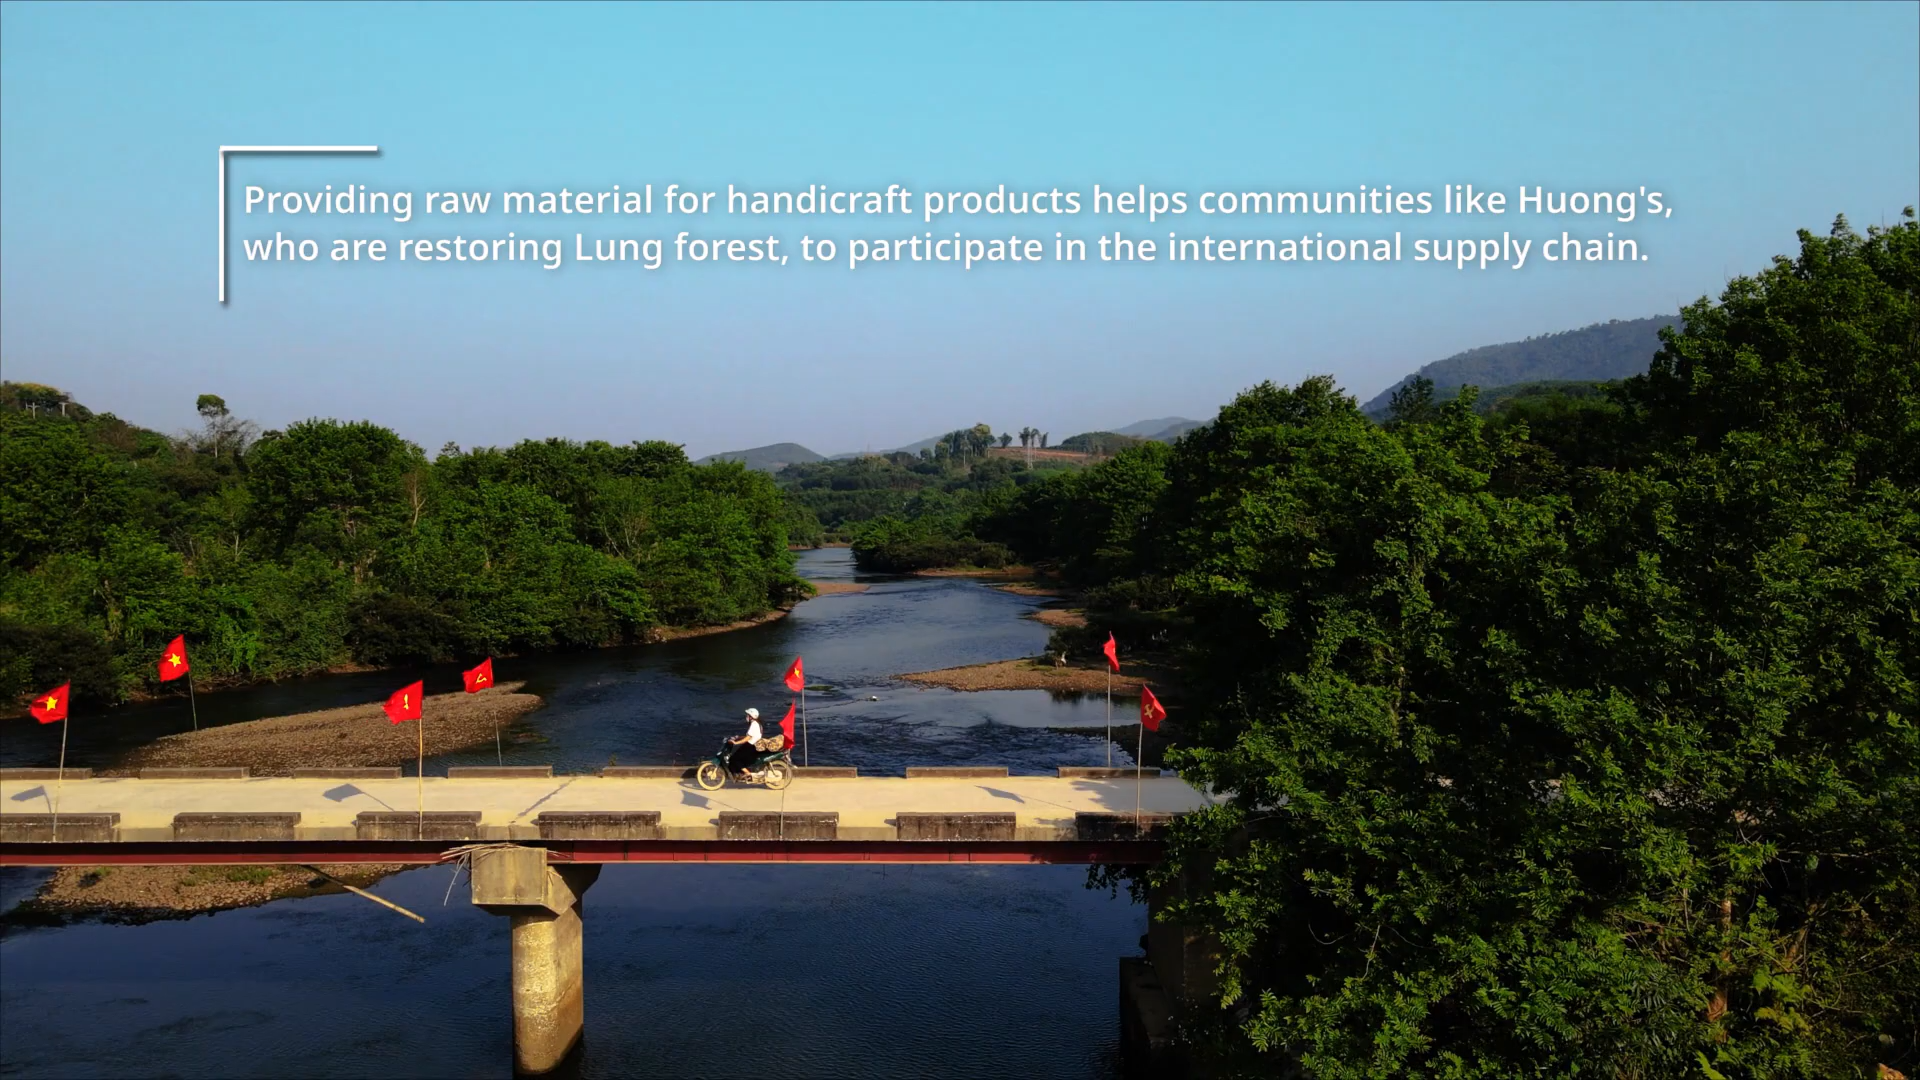 Providing raw material for handicraft products helps communities like Huong's,
who are restoring Lung forest, to participate in the international supply chain.